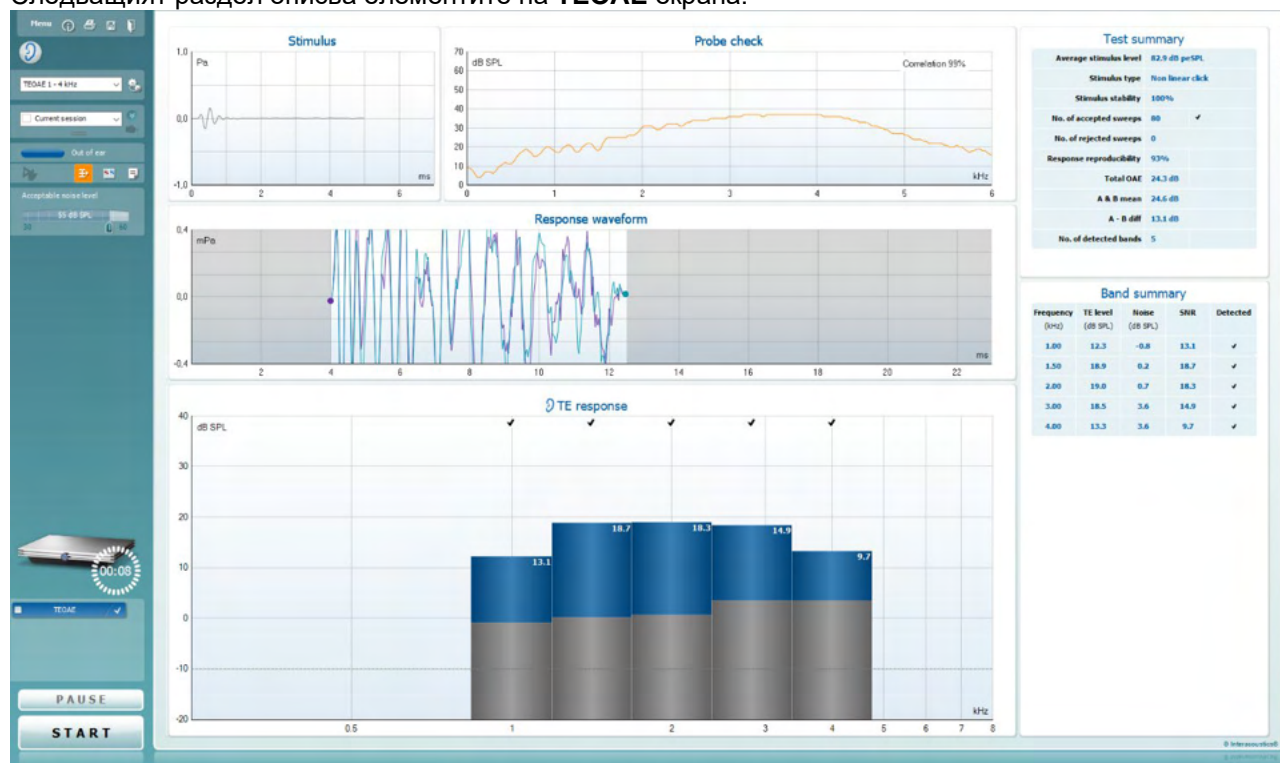 Следващият раздел описва елементите на TEOAE екрана.
Menu
TEOAE 1 - 4 kHz
Current session
Out of ear
Acceptable noise level
55 dB SPL
30 60
00:08
TEOAE
PAUSE
START
Stimulus
1,0
Pa
0,0
-1,0
ms
0 2 4 6
Probe check
70
dB SPL
Correlation 99%
60
50
40
30
20
10
0
kHz
0 1 2 3 4 5 6
Response waveform
0,4
mPa
0,0
-0,4
ms
2 4 6 8 10 12 14 16 18 20 22
TE response
40
dB SPL
30
20
10
0
-10
-20
13.1 18.7 18.3 14.9 9.7
kHz
0.5 1 2 3 4 5 6 7 8
Test summary
Average stimulus level 82.9 dB peSPL
Stimulus type Non linear click
Stimulus stability 100%
No. of accepted sweeps 80
No. of rejected sweeps 0
Response reproducibility 93%
Total OAE 24.3 dB
A & B mean 24.6 dB
A - B diff 13.1 dB
No. of detected bands 5
Band summary
Frequency TE level Noise SNR Detected
(kHz) (dB SPL) (dB SPL)
1.00 12.3 -0.8 13.1
1.50 18.9 0.2 18.7
2.00 19.0 0.7 18.3
3.00 18.5 3.6 14.9
4.00 13.3 3.6 9.7